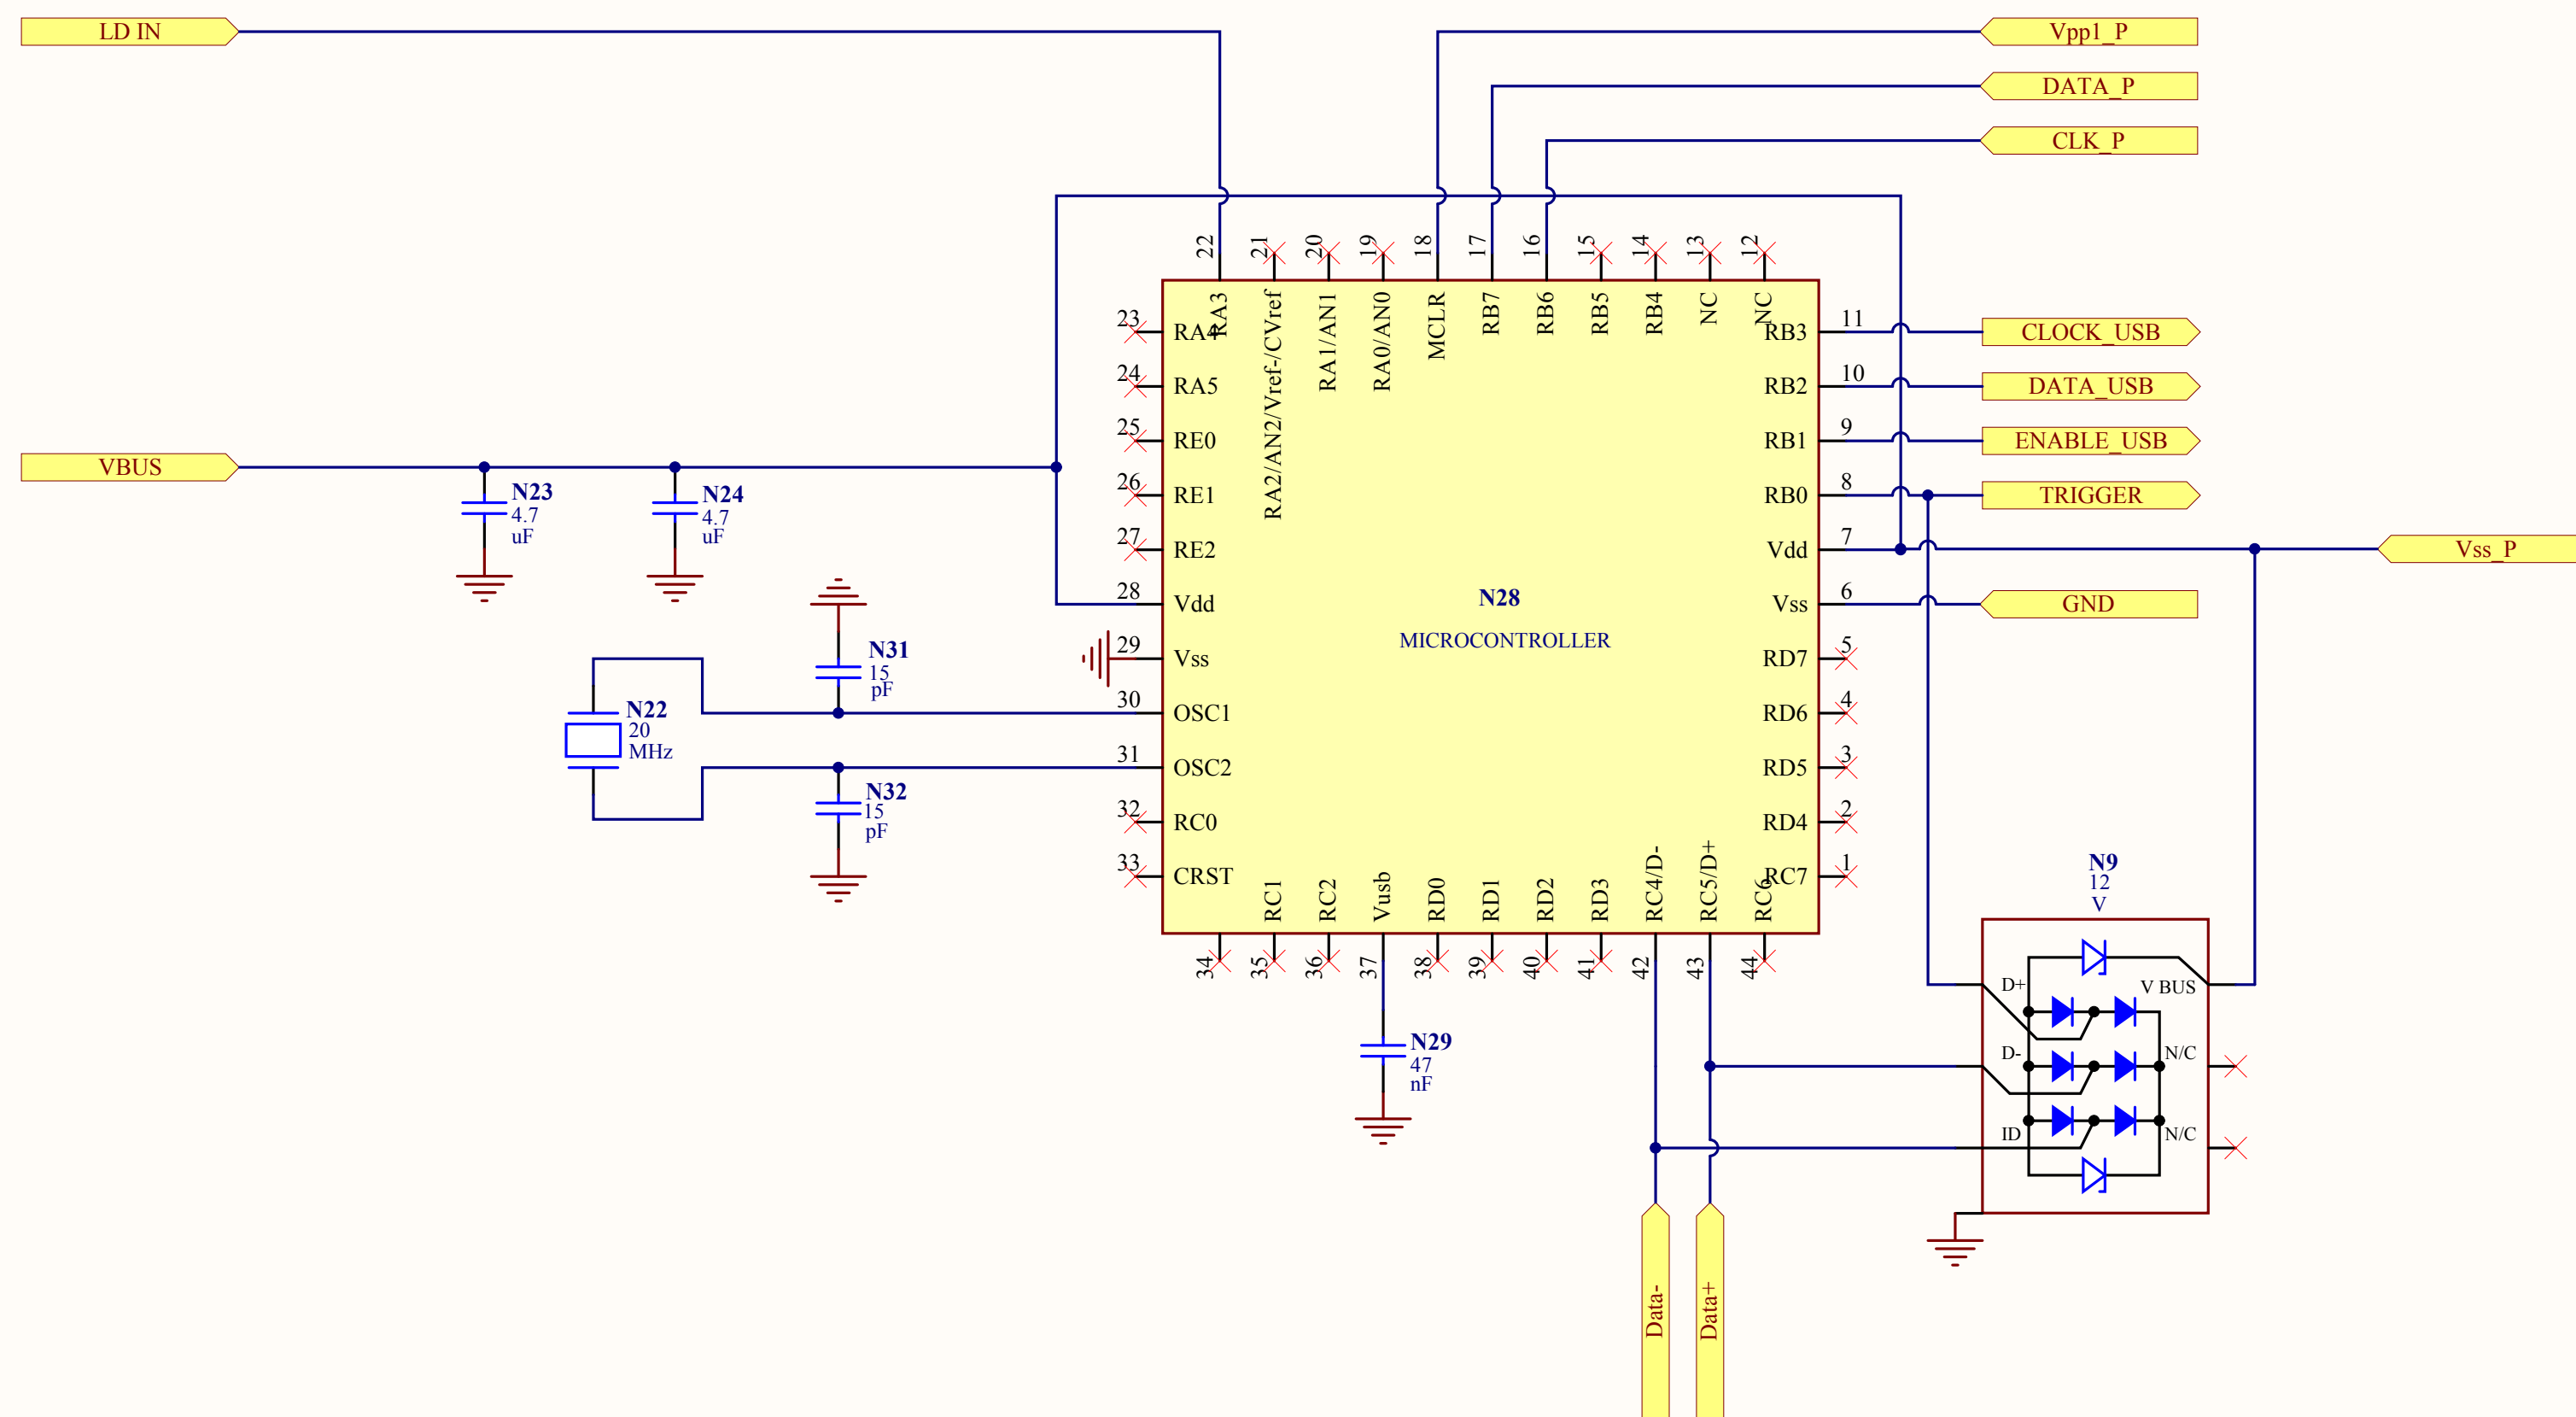 LD IN
Vpp1_P
DATA_P
CLK_P
22
21
20
19
18
17
16
15
14
13
12
RA3
RA2/AN2/Vref-/CVref
RA1/AN1
RA0/AN0
MCLR
RB7
RB6
RB5
RB4
NC
NC
23
RA4
RB3
11
CLOCK_USB
24
RA5
RB2
10
DATA_USB
25
RE0
RB1
9
ENABLE_USB
VBUS
N23
4.7
uF
N24
4.7
uF
26
RE1
RB0
8
TRIGGER
27
RE2
Vdd
7
Vss_P
28
Vdd
N28
MICROCONTROLLER
Vss
6
GND
N31
15
pF
29
Vss
RD7
5
N22
20
MHz
30
OSC1
RD6
4
31
OSC2
RD5
3
N32
15
pF
32
RC0
RD4
2
33
CRST
RC7
1
RC1
RC2
Vusb
RD0
RD1
RD2
RD3
RC4/D-
RC5/D+
RC6
34
35
36
37
38
39
40
41
42
43
44
N9
12
V
D+
V BUS
D-
N/C
ID
N/C
N29
47
nF
Data-
Data+